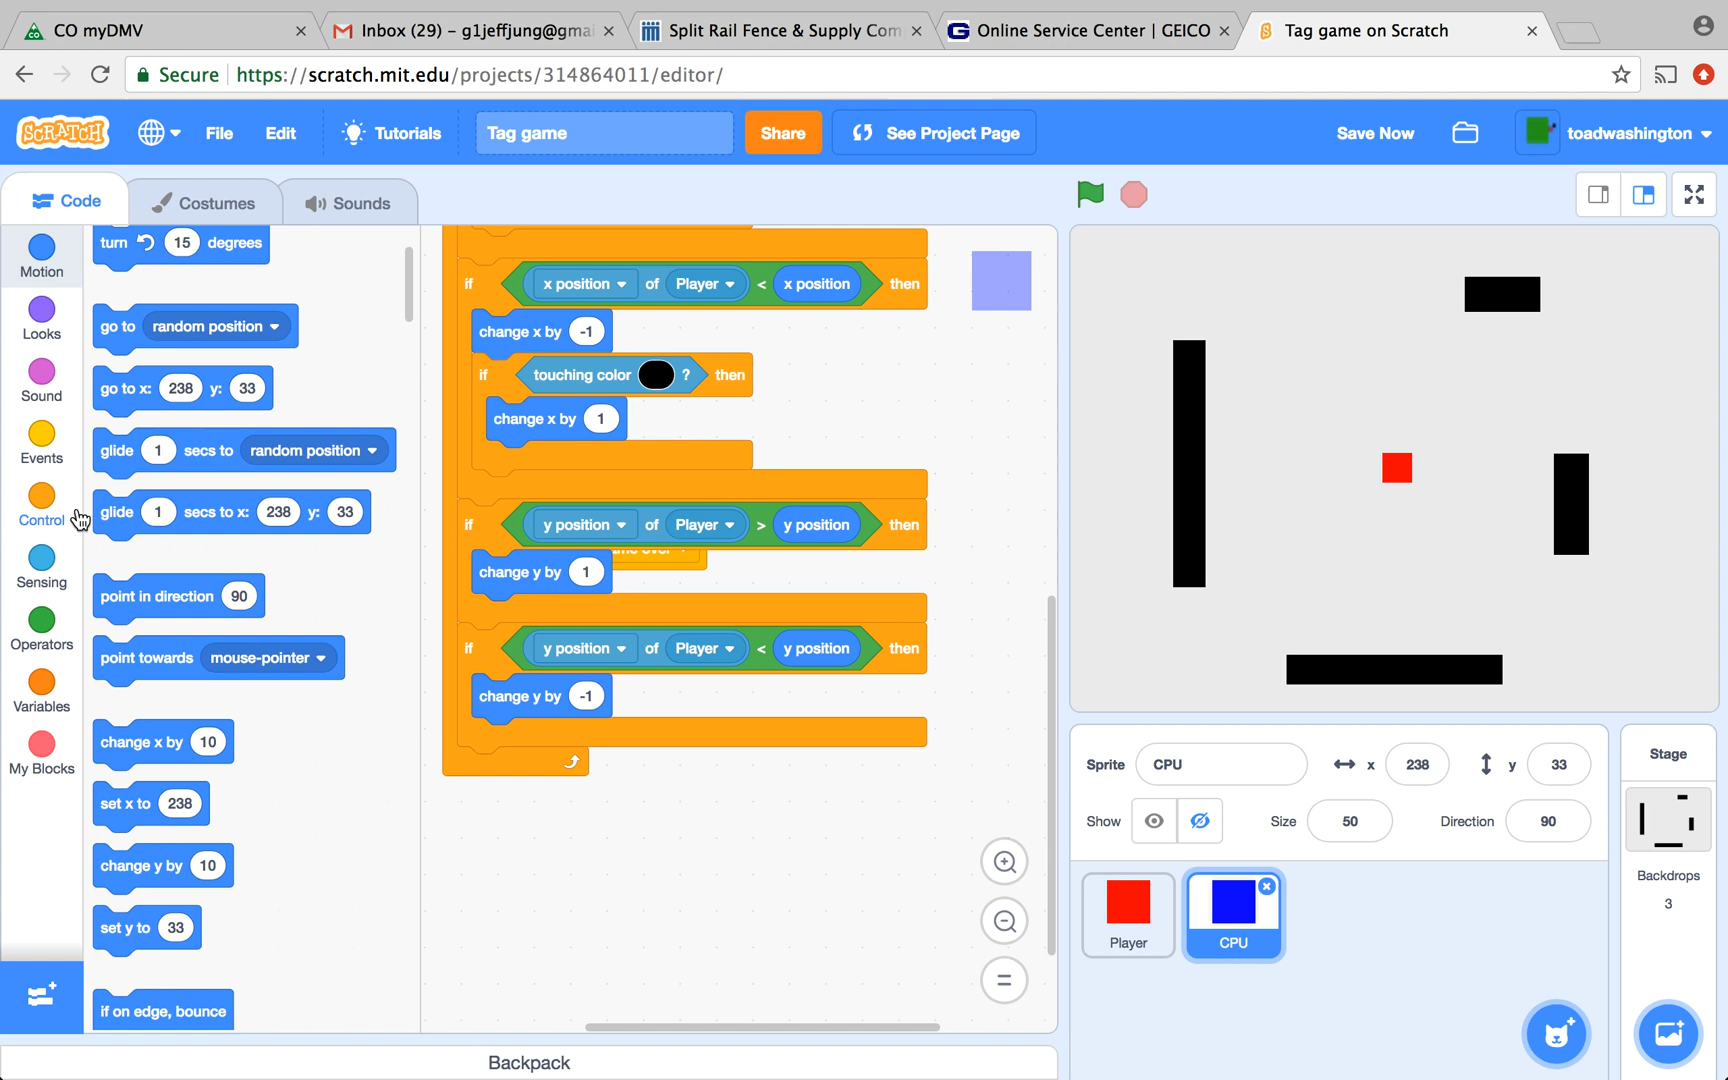 CO myDMV
Inbox (29) - g1jeffjung@gmai
Split Rail Fence & Supply Com
Online Service Center | GEICO
Tag game on Scratch
Secure
https://scratch.mit.edu/projects/314864011/editor/
SCRATCH
File
Edit
Tutorials
Tag game
Share
See Project Page
Save Now
toadwashington
Code
Costumes
Sounds
Motion
Looks
Sound
Events
Control
Sensing
Operators
Variables
My Blocks
turn 15 degrees
go to random position
go to x: 238 y: 33
glide 1 secs to random position
glide 1 secs to x: 238 y: 33
point in direction 90
point towards mouse-pointer
change x by 10
set x to 238
change y by 10
set y to 33
if on edge, bounce
if x position of Player < x position then
change x by -1
if touching color ? then
change x by 1
if y position of Player > y position then
over
change y by 1
if y position of Player < y position then
change y by -1
Sprite CPU x 238 y 33
Show Size 50 Direction 90
Player
CPU
Stage
Backdrops
3
Backpack